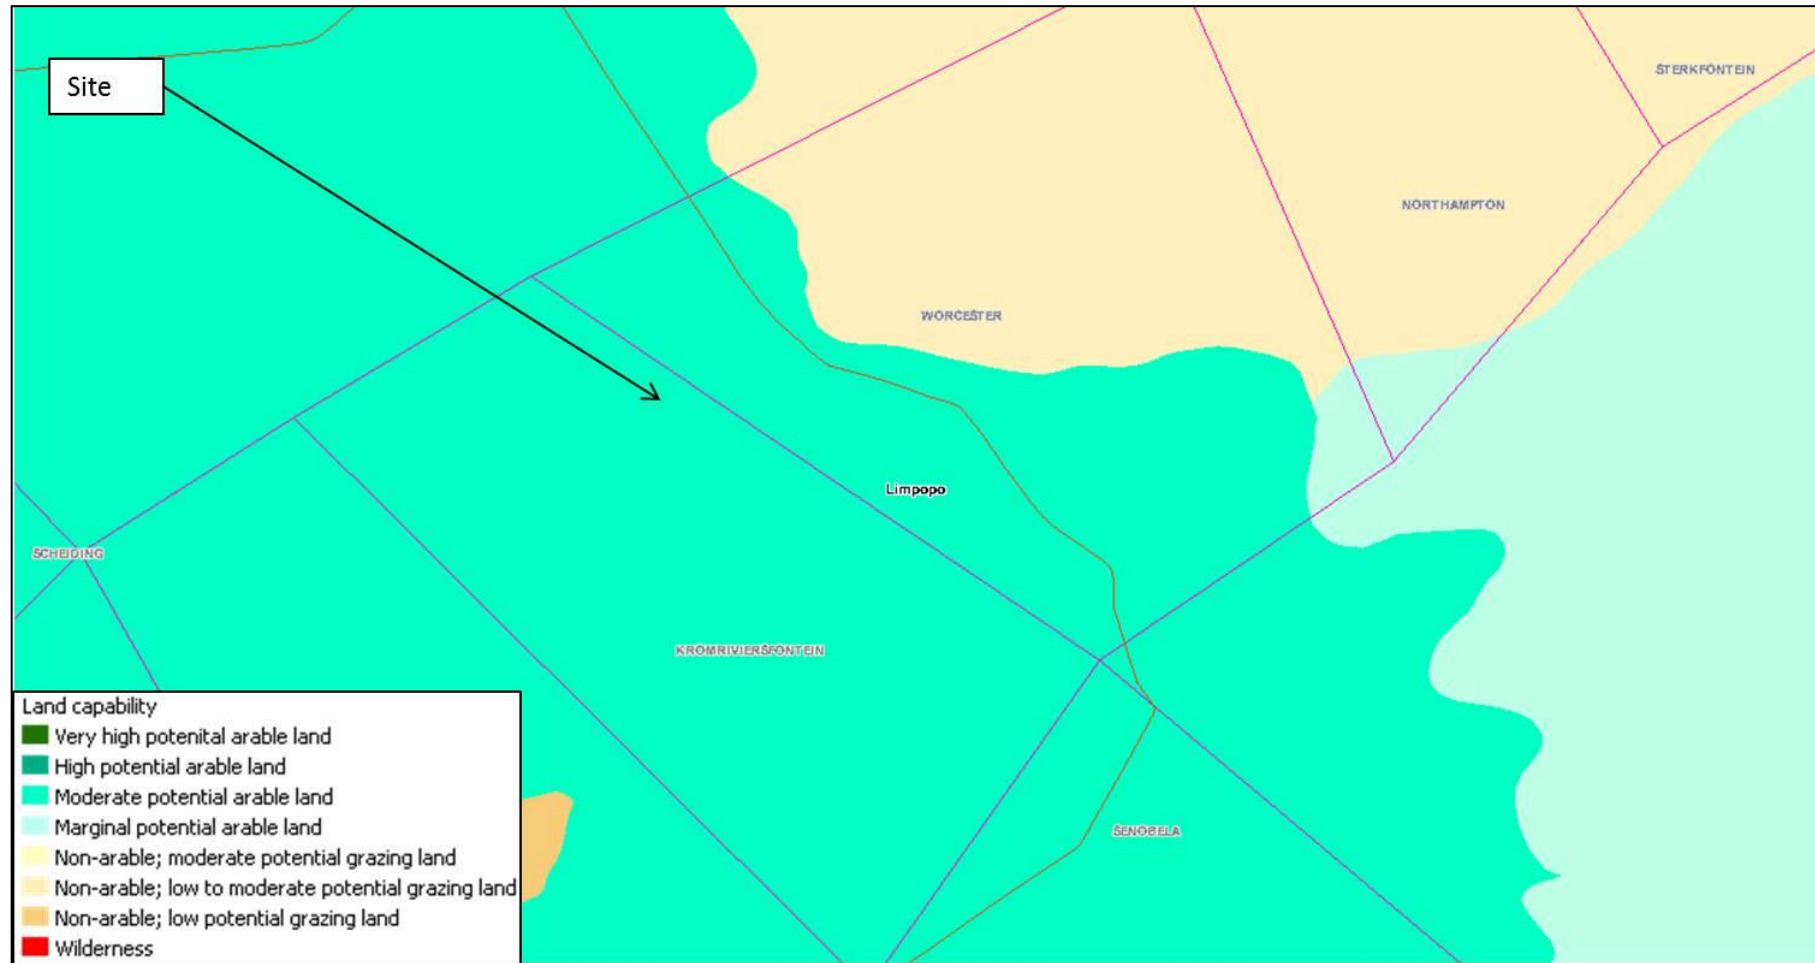 Site
STERKFONTEIN
NORTHAMPTON
WORCESTER
Limpopo
SCHEIDING
KROMRIVIERSFONTEIN
SENOBELA
Land capability
Very high potenital arable land
High potential arable land
Moderate potential arable land
Marginal potential arable land
Non-arable; moderate potential grazing land
Non-arable; low to moderate potential grazing land
Non-arable; low potential grazing land
Wilderness